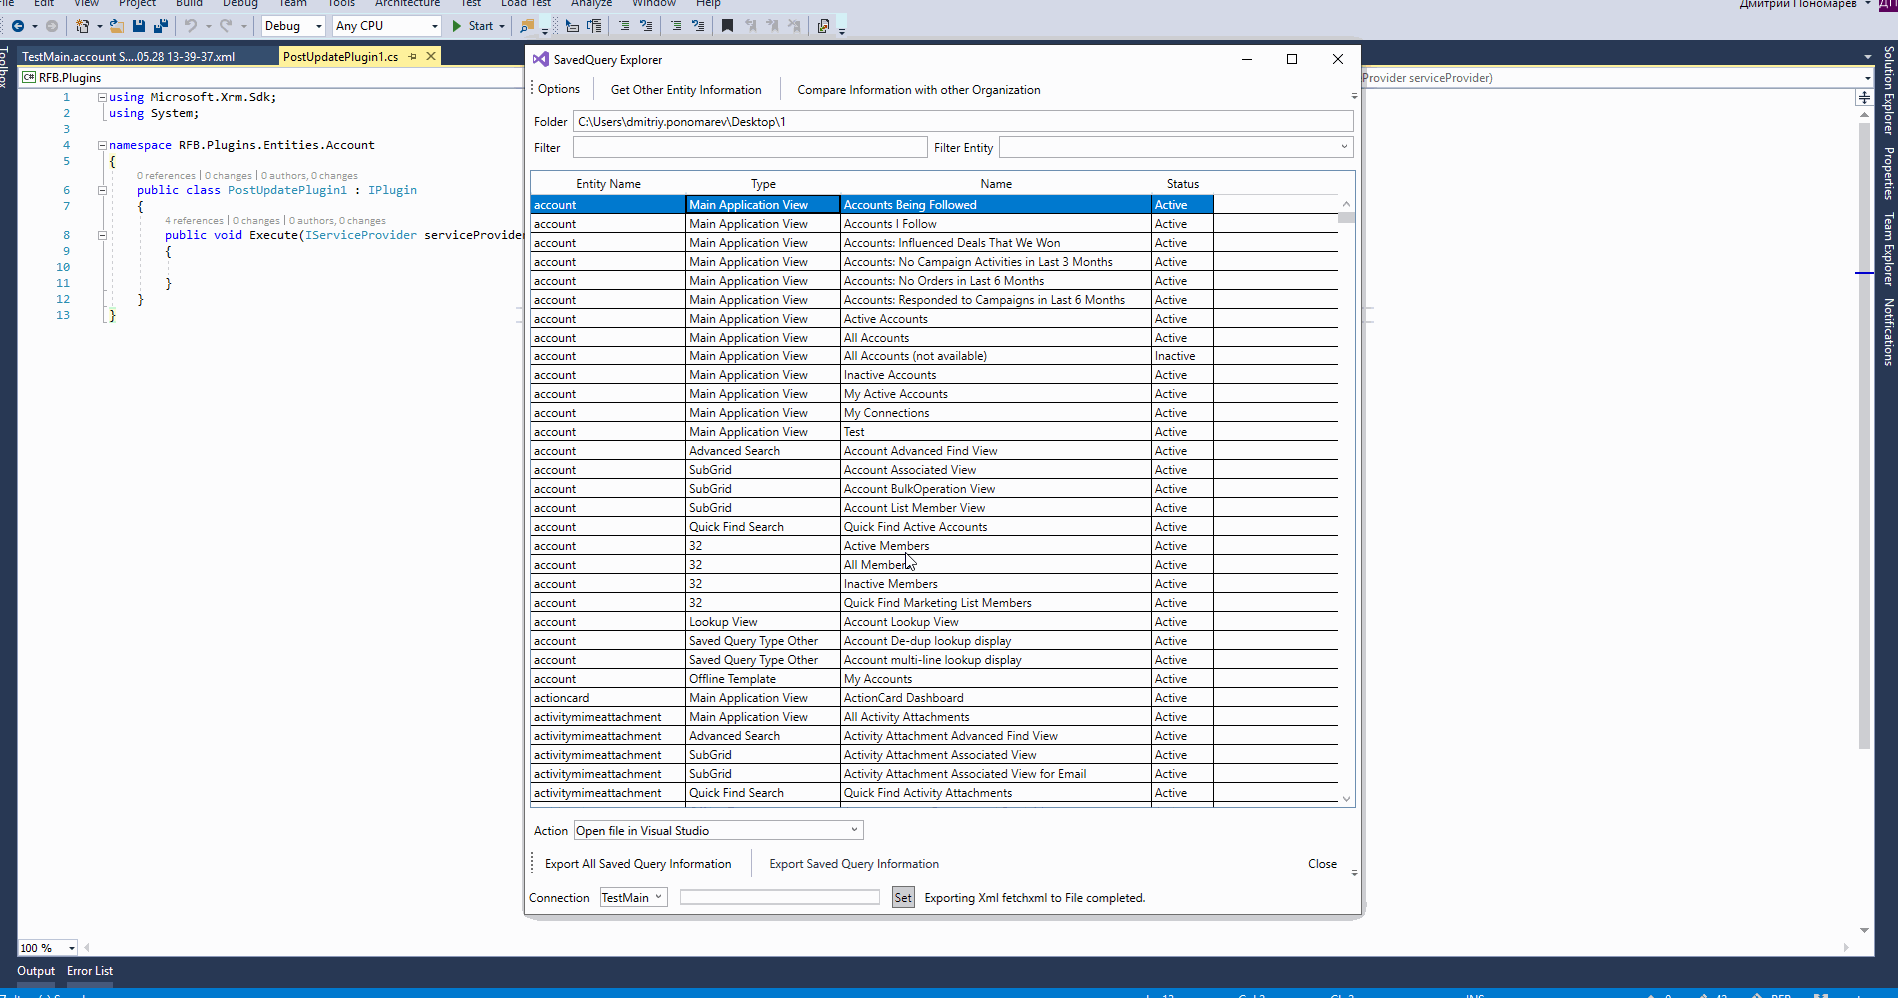 File Edit View Project Build Debug Team Tools Architecture Test Load Test Analyze Window Help
Дмитрий Пономарев ДП
Debug Any CPU Start
TestMain.account S....05.28 13-39-37.xml PostUpdatePlugin1.cs
RFB.Plugins
Provider serviceProvider)
1 using Microsoft.Xrm.Sdk;
2 using System;
3
4 namespace RFB.Plugins.Entities.Account
5 {
0 references | 0 changes | 0 authors, 0 changes
6 public class PostUpdatePlugin1 : IPlugin
7 {
4 references | 0 changes | 0 authors, 0 changes
8 public void Execute(IServiceProvider serviceProvider
9 {
10
11 }
12 }
13 }
Toolbox
Solution Explorer
Properties
Team Explorer
Notifications
SavedQuery Explorer
Options Get Other Entity Information Compare Information with other Organization
Folder C:\Users\dmitriy.ponomarev\Desktop\1
Filter Filter Entity
Entity Name Type Name Status
account Main Application View Accounts Being Followed Active
account Main Application View Accounts I Follow Active
account Main Application View Accounts: Influenced Deals That We Won Active
account Main Application View Accounts: No Campaign Activities in Last 3 Months Active
account Main Application View Accounts: No Orders in Last 6 Months Active
account Main Application View Accounts: Responded to Campaigns in Last 6 Months Active
account Main Application View Active Accounts Active
account Main Application View All Accounts Active
account Main Application View All Accounts (not available) Inactive
account Main Application View Inactive Accounts Active
account Main Application View My Active Accounts Active
account Main Application View My Connections Active
account Main Application View Test Active
account Advanced Search Account Advanced Find View Active
account SubGrid Account Associated View Active
account SubGrid Account BulkOperation View Active
account SubGrid Account List Member View Active
account Quick Find Search Quick Find Active Accounts Active
account 32 Active Members Active
account 32 All Members Active
account 32 Inactive Members Active
account 32 Quick Find Marketing List Members Active
account Lookup View Account Lookup View Active
account Saved Query Type Other Account De-dup lookup display Active
account Saved Query Type Other Account multi-line lookup display Active
account Offline Template My Accounts Active
actioncard Main Application View ActionCard Dashboard Active
activitymimeattachment Main Application View All Activity Attachments Active
activitymimeattachment Advanced Search Activity Attachment Advanced Find View Active
activitymimeattachment SubGrid Activity Attachment Associated View Active
activitymimeattachment SubGrid Activity Attachment Associated View for Email Active
activitymimeattachment Quick Find Search Quick Find Activity Attachments Active
Action Open file in Visual Studio
Export All Saved Query Information Export Saved Query Information Close
Connection TestMain Set Exporting Xml fetchxml to File completed.
100 %
Output Error List